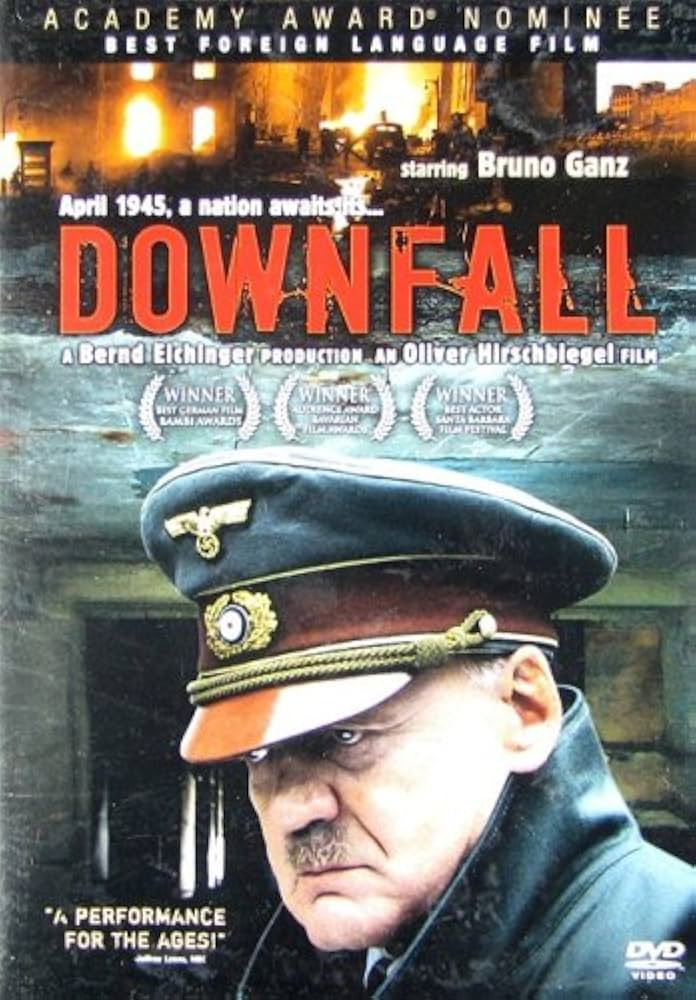 ACADEMY AWARD® NOMINEE
BEST FOREIGN LANGUAGE FILM
starring Bruno Ganz
April 1945, a nation awaits its...
DOWNFALL
A Bernd Eichinger PRODUCTION AN Oliver Hirschbiegel FILM
WINNER
BEST GERMAN FILM
BAMBI AWARDS
WINNER
AUDIENCE AWARD
BAVARIAN
FILM AWARDS
WINNER
BEST ACTOR
SANTA BARBARA
FILM FESTIVAL
"A PERFORMANCE
FOR THE AGES!"
DVD
VIDEO